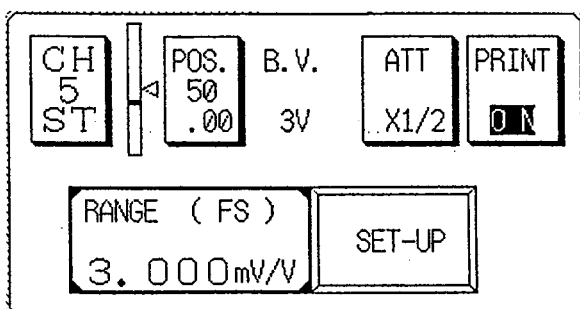 CH
5
ST
POS.
50
.00
B.V.
3V
ATT
X1/2
PRINT
ON
RANGE (FS)
3.000mV/V
SET-UP